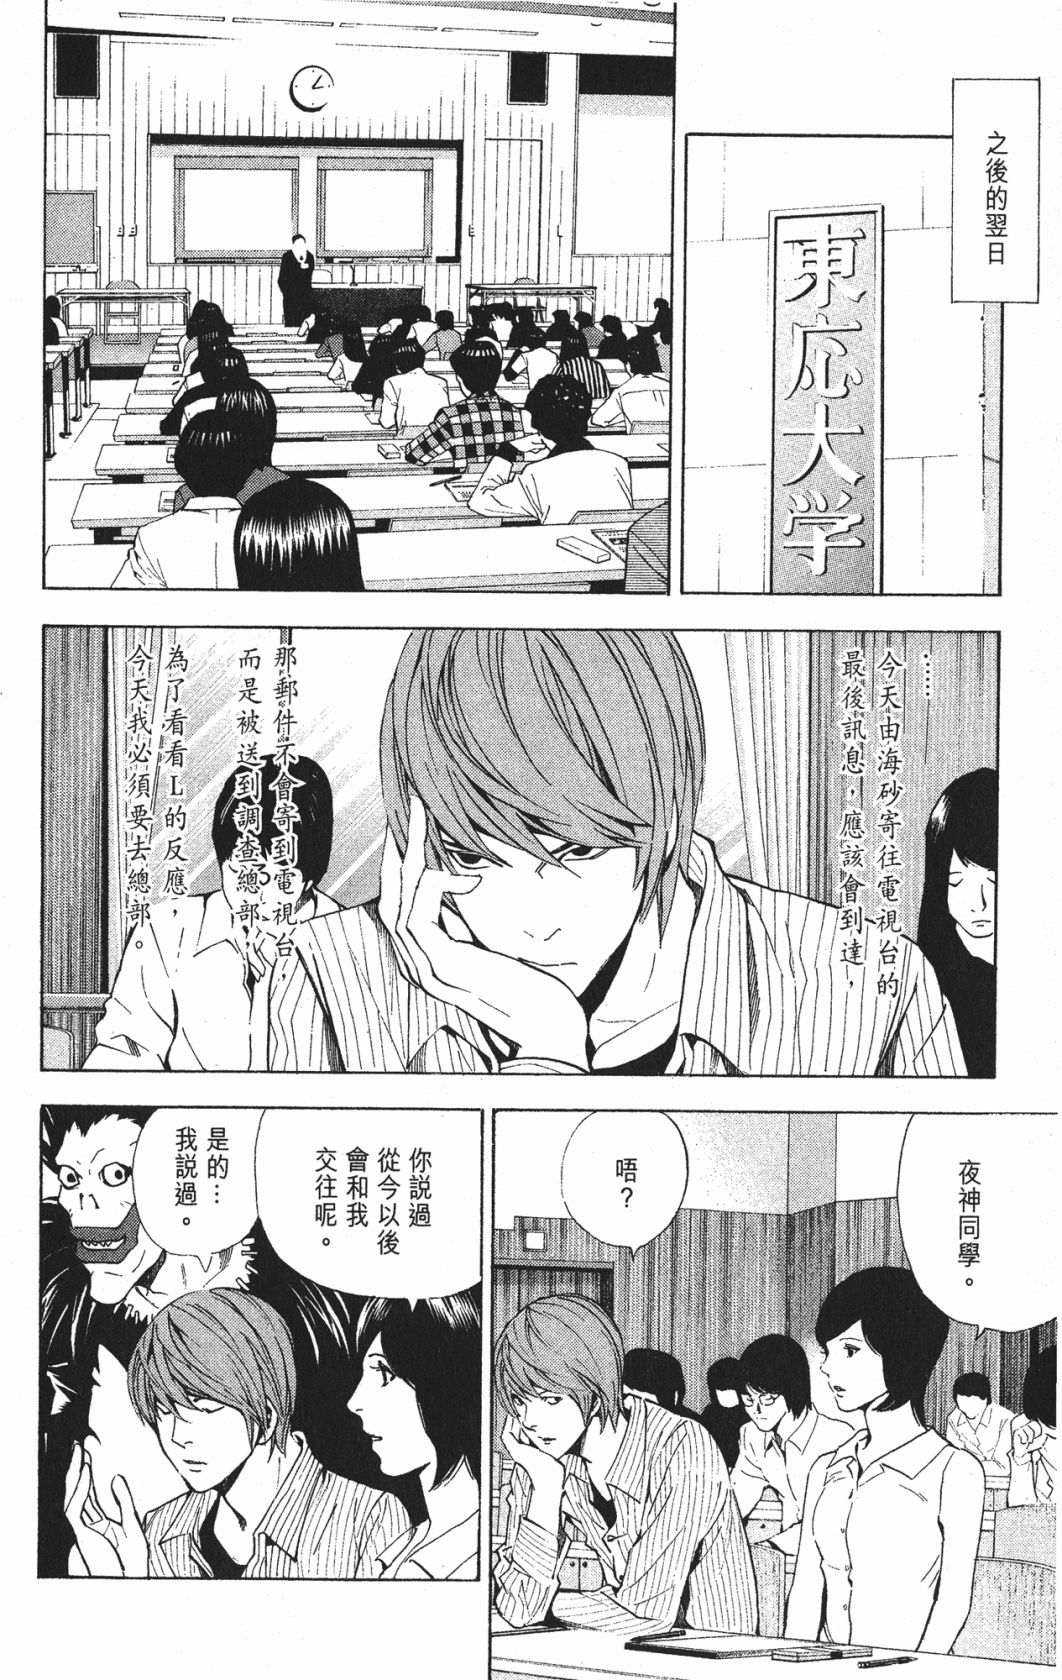 之後的翌日
東応大学
……
今天由海砂寄往電視台的
最後訊息，應該會到達，
那郵件不會寄到電視台，
而是被送到調查總部…
為了看看L的反應，
今天我必須要去總部。
夜神同學。
唔？
你說過
從今以後
會和我
交往呢。
是的…
我說過。